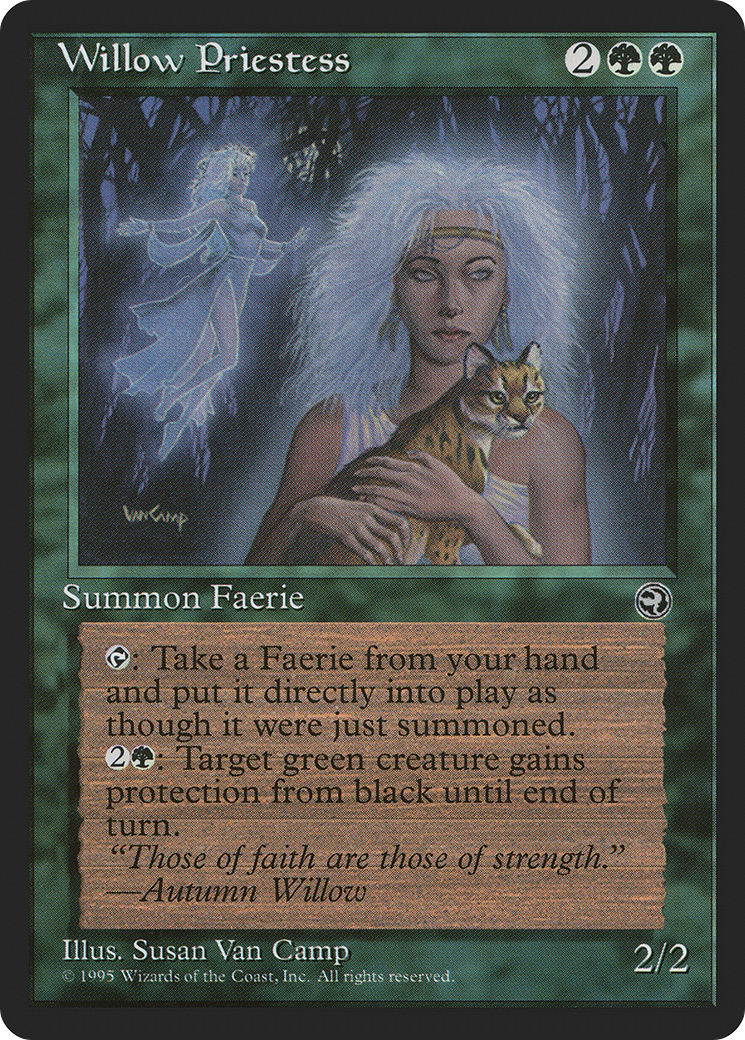 Willow Priestess 2
VanCamp
Summon Faerie
: Take a Faerie from your hand
and put it directly into play as
though it were just summoned.
2 : Target green creature gains
protection from black until end of
turn.
“Those of faith are those of strength.”
—Autumn Willow
Illus. Susan Van Camp
2/2
© 1995 Wizards of the Coast, Inc. All rights reserved.